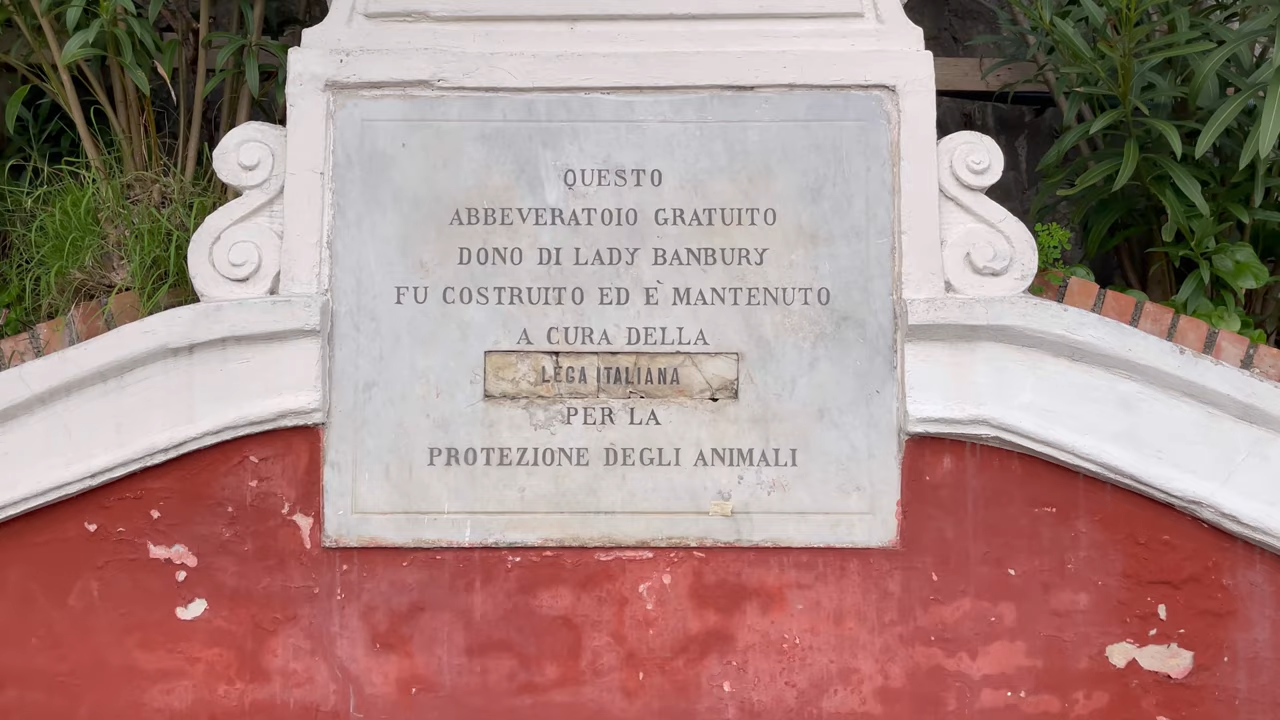 QUESTO
ABBEVERATOIO GRATUITO
DONO DI LADY BANBURY
FU COSTRUITO ED È MANTENUTO
A CURA DELLA
LEGA ITALIANA
PER LA
PROTEZIONE DEGLI ANIMALI